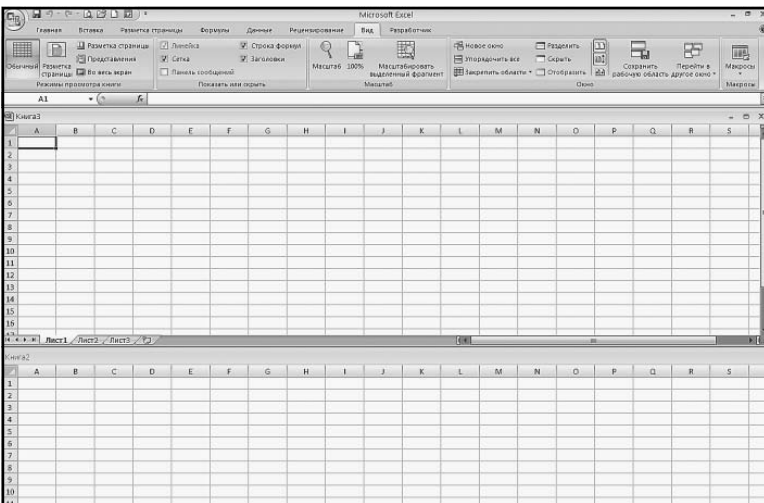 Microsoft Excel
Главная Вставка Разметка страницы Формулы Данные Рецензирование Вид Разработчик
Обычный Разметка страницы
Разметка страницы
Представления
Во весь экран
Режимы просмотра книги
Линейка Строка формул
Сетка Заголовки
Панель сообщений
Показать или скрыть
Масштаб 100% Масштабировать выделенный фрагмент
Масштаб
Новое окно Разделить
Упорядочить все Скрыть
Закрепить области Отобразить
Сохранить рабочую область Перейти в другое окно
Окно
Макросы
Макросы
A1 fx
Книга3
A B C D E F G H I J K L M N O P Q R S
1
2
3
4
5
6
7
8
9
10
11
12
13
14
15
16
17
Лист1 Лист2 Лист3
Книга2
A B C D E F G H I J K L M N O P Q R S
1
2
3
4
5
6
7
8
9
10
11